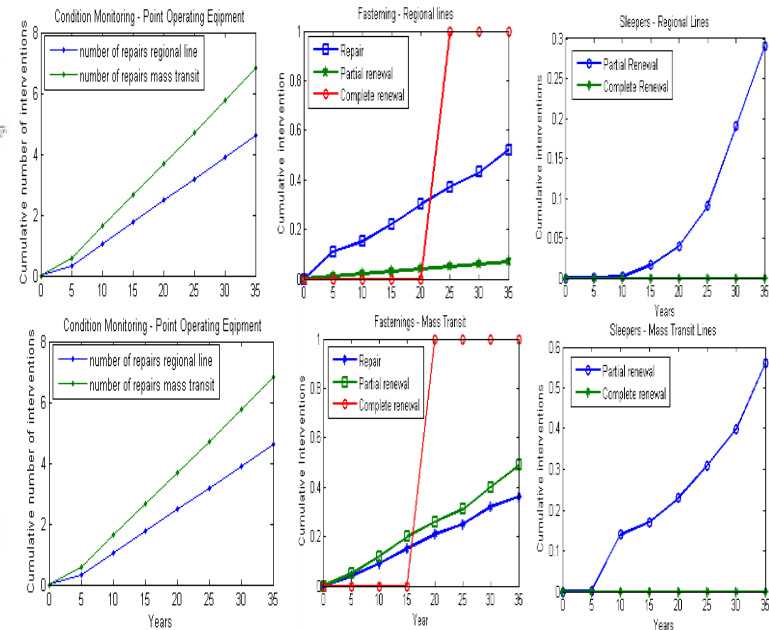 Condition Monitoring - Point Operating Eqipment
Cumulative number of interventions
8
6
4
2
0
number of repairs regional line
number of repairs mass transit
0 5 10 15 20 25 30 35
Fasterning - Regional lines
Cumulative intervention
1
0.8
0.6
0.4
0.2
0
Repair
Partial renewal
Complete renewal
0 5 10 15 20 25 30 35
Sleepers - Regional Lines
Cumulative interventions
0.3
0.25
0.2
0.15
0.1
0.05
0
Partial Renewal
Complete Renewal
0 5 10 15 20 25 30 35
Years
Condition Monitoring - Point Operating Eqipment
Cumulative number of interventions
8
6
4
2
0
number of repairs regional line
number of repairs mass transit
0 5 10 15 20 25 30 35
Years
Fasternings - Mass Transit
Cumulative Interventions
1
0.8
0.6
0.4
0.2
0
Repair
Partial renewal
Complete renewal
0 5 10 15 20 25 30 35
Year
Sleepers - Mass Transit Lines
Cumulative interventions
0.6
0.5
0.4
0.3
0.2
0.1
0
Partial renewal
Complete renewal
0 5 10 15 20 25 30 35
Years